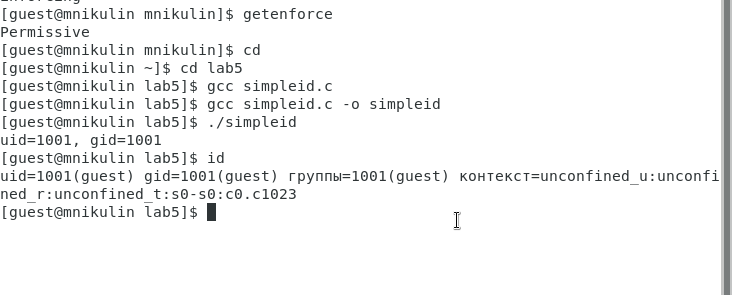 [guest@mnikulin mnikulin]$ getenforce
Permissive
[guest@mnikulin mnikulin]$ cd
[guest@mnikulin ~]$ cd lab5
[guest@mnikulin lab5]$ gcc simpleid.c
[guest@mnikulin lab5]$ gcc simpleid.c -o simpleid
[guest@mnikulin lab5]$ ./simpleid
uid=1001, gid=1001
[guest@mnikulin lab5]$ id
uid=1001(guest) gid=1001(guest) группы=1001(guest) контекст=unconfined_u:unconfi
ned_r:unconfined_t:s0-s0:c0.c1023
[guest@mnikulin lab5]$